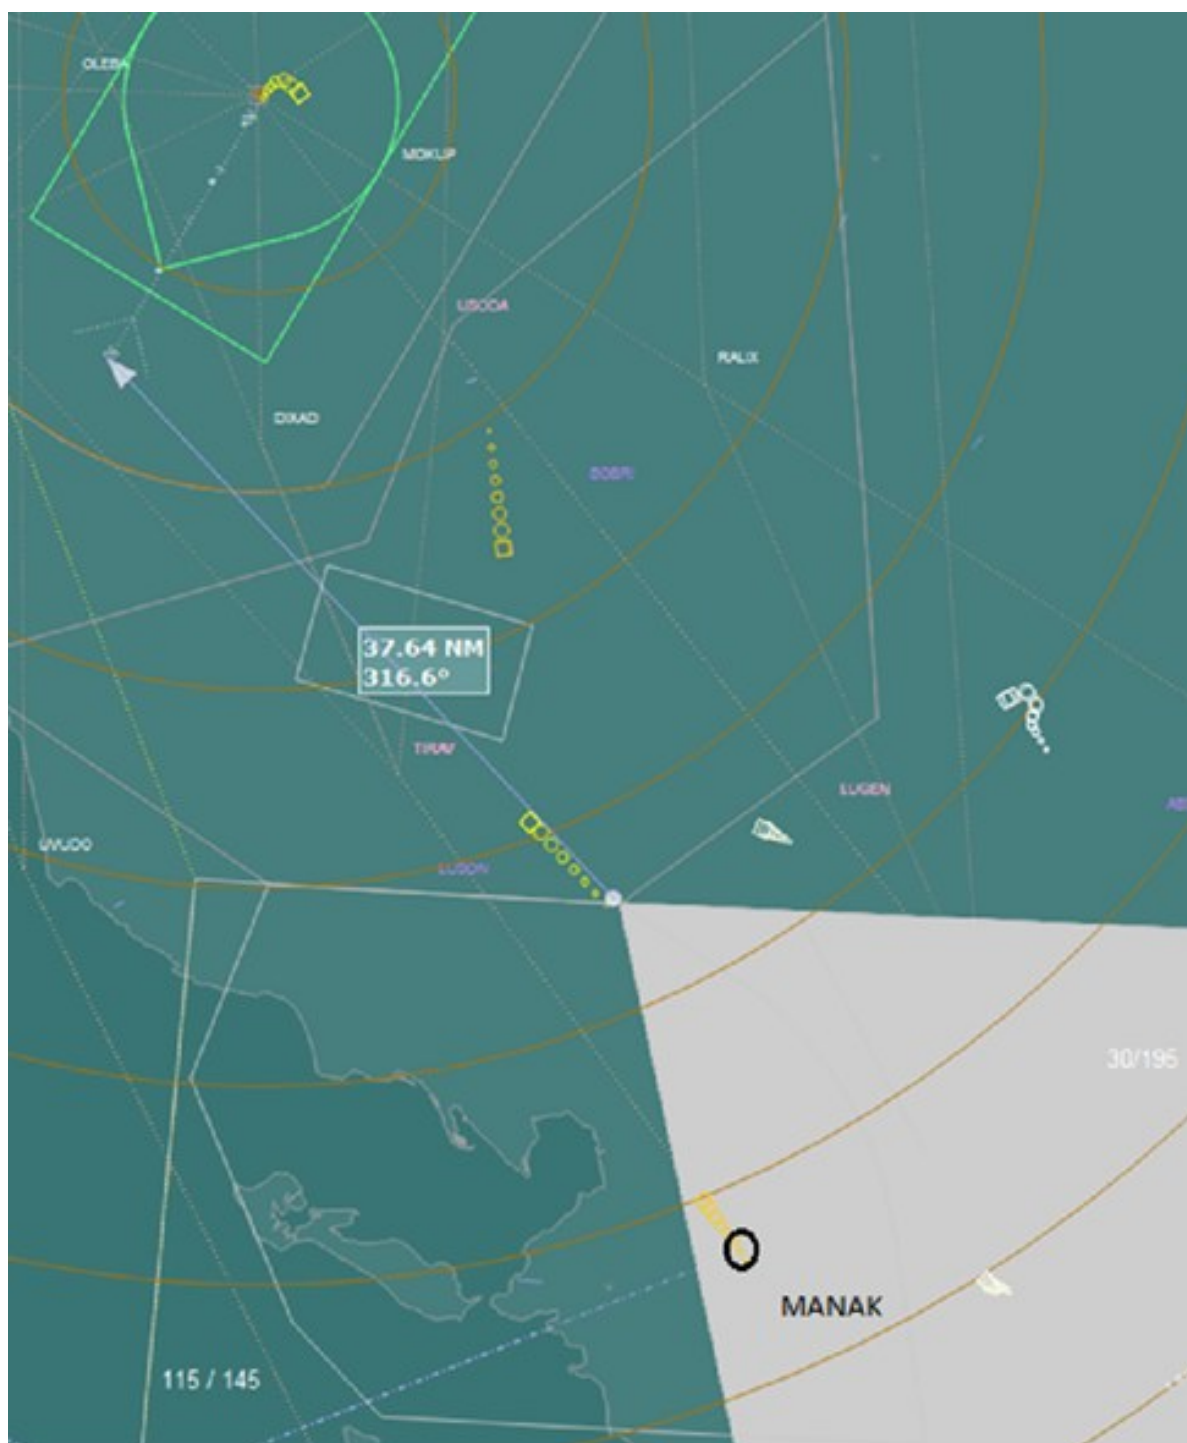 OLEBA
MOKUP
USODA
RALIX
DIXAD
BOBRI
37.64 NM
316.6°
TIRAV
LUGEN
UVUDO
30/195
MANAK
115 / 145